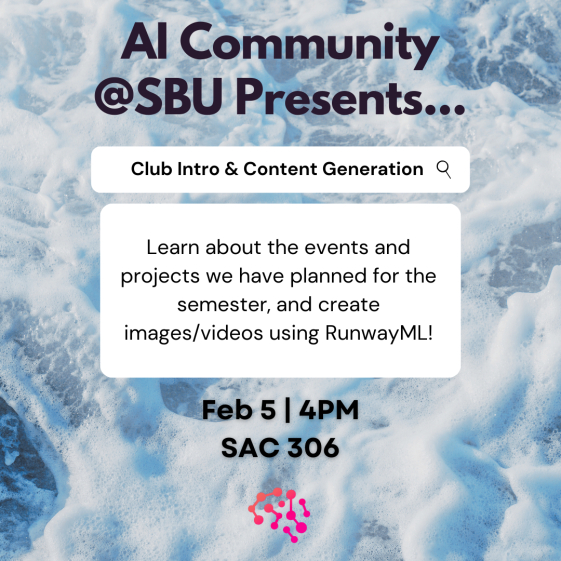 AI Community
@SBU Presents...
Club Intro & Content Generation
Learn about the events and
projects we have planned for the
semester, and create
images/videos using RunwayML!
Feb 5 | 4PM
SAC 306